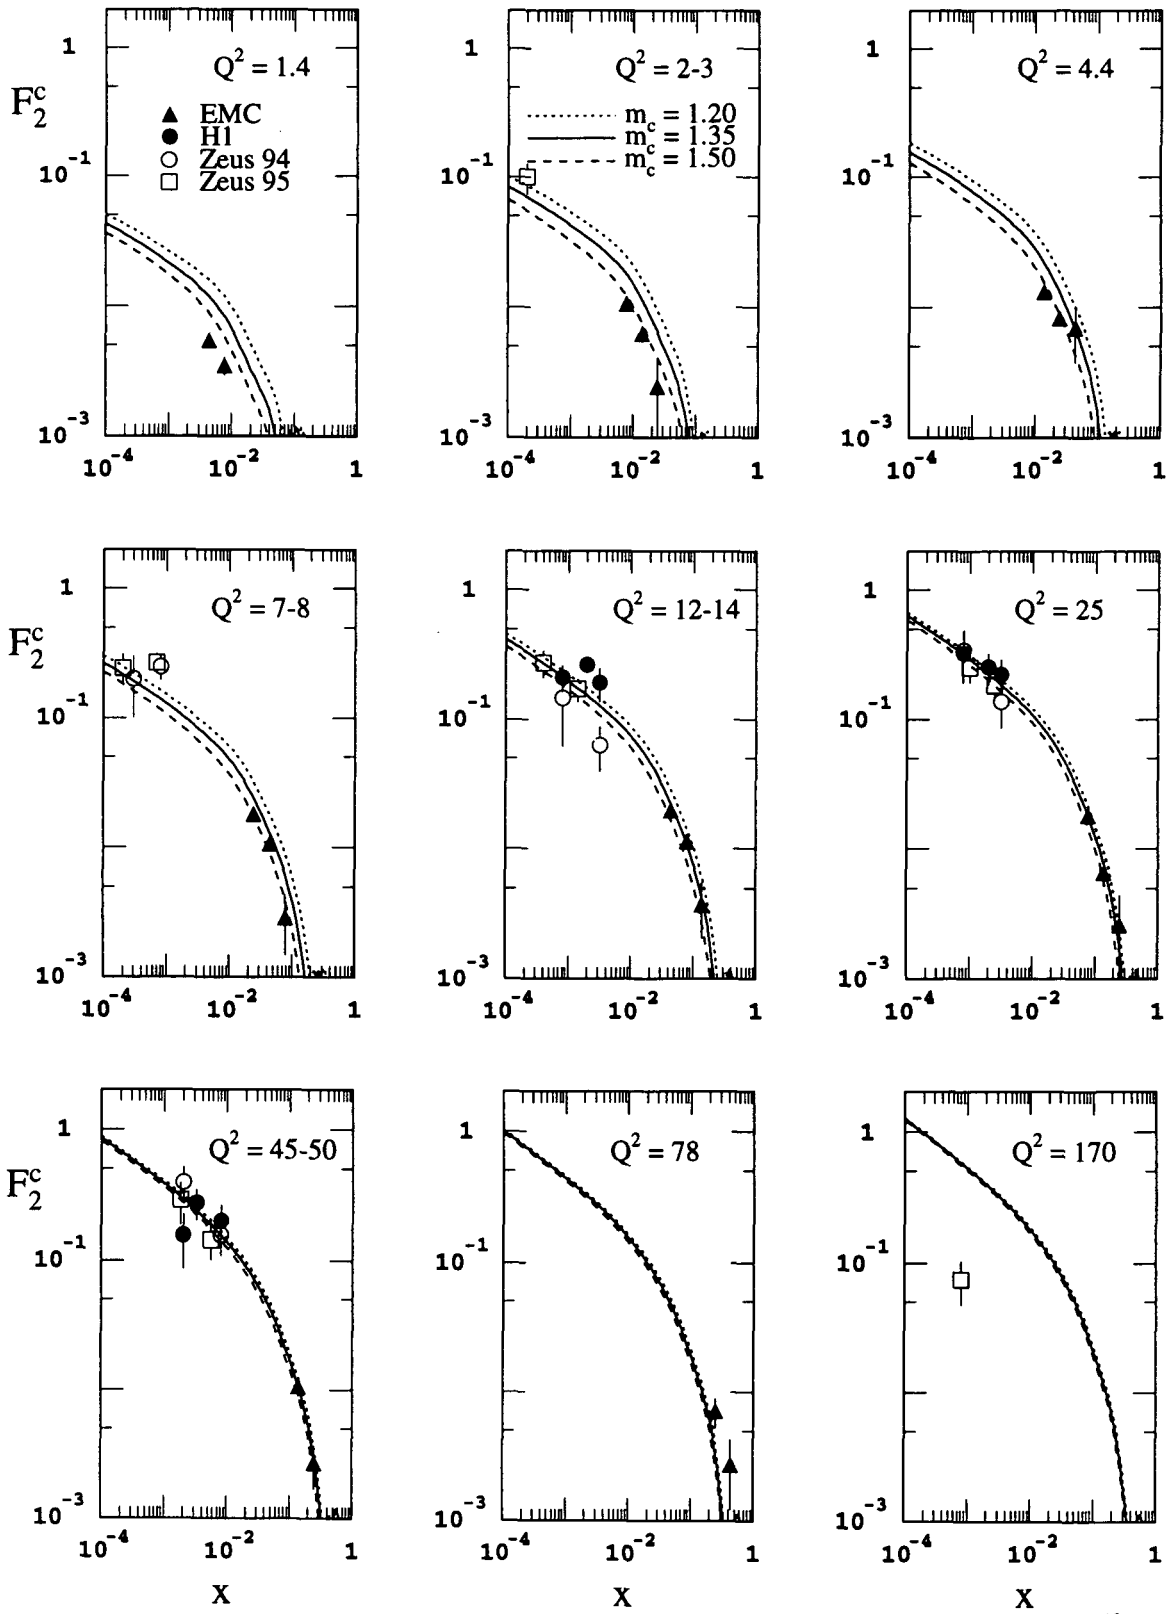 1
Q² = 1.4
F₂ᶜ
▲ EMC
● H1
○ Zeus 94
□ Zeus 95
10⁻¹
10⁻³
10⁻⁴
10⁻²
1
1
Q² = 2-3
m_c = 1.20
m_c = 1.35
m_c = 1.50
10⁻¹
10⁻³
10⁻⁴
10⁻²
1
1
Q² = 4.4
10⁻¹
10⁻³
10⁻⁴
10⁻²
1
1
Q² = 7-8
F₂ᶜ
10⁻¹
10⁻³
10⁻⁴
10⁻²
1
1
Q² = 12-14
10⁻¹
10⁻³
10⁻⁴
10⁻²
1
1
Q² = 25
10⁻¹
10⁻³
10⁻⁴
10⁻²
1
1
Q² = 45-50
F₂ᶜ
10⁻¹
10⁻³
10⁻⁴
10⁻²
1
x
1
Q² = 78
10⁻¹
10⁻³
10⁻⁴
10⁻²
1
x
1
Q² = 170
10⁻¹
10⁻³
10⁻⁴
10⁻²
1
x